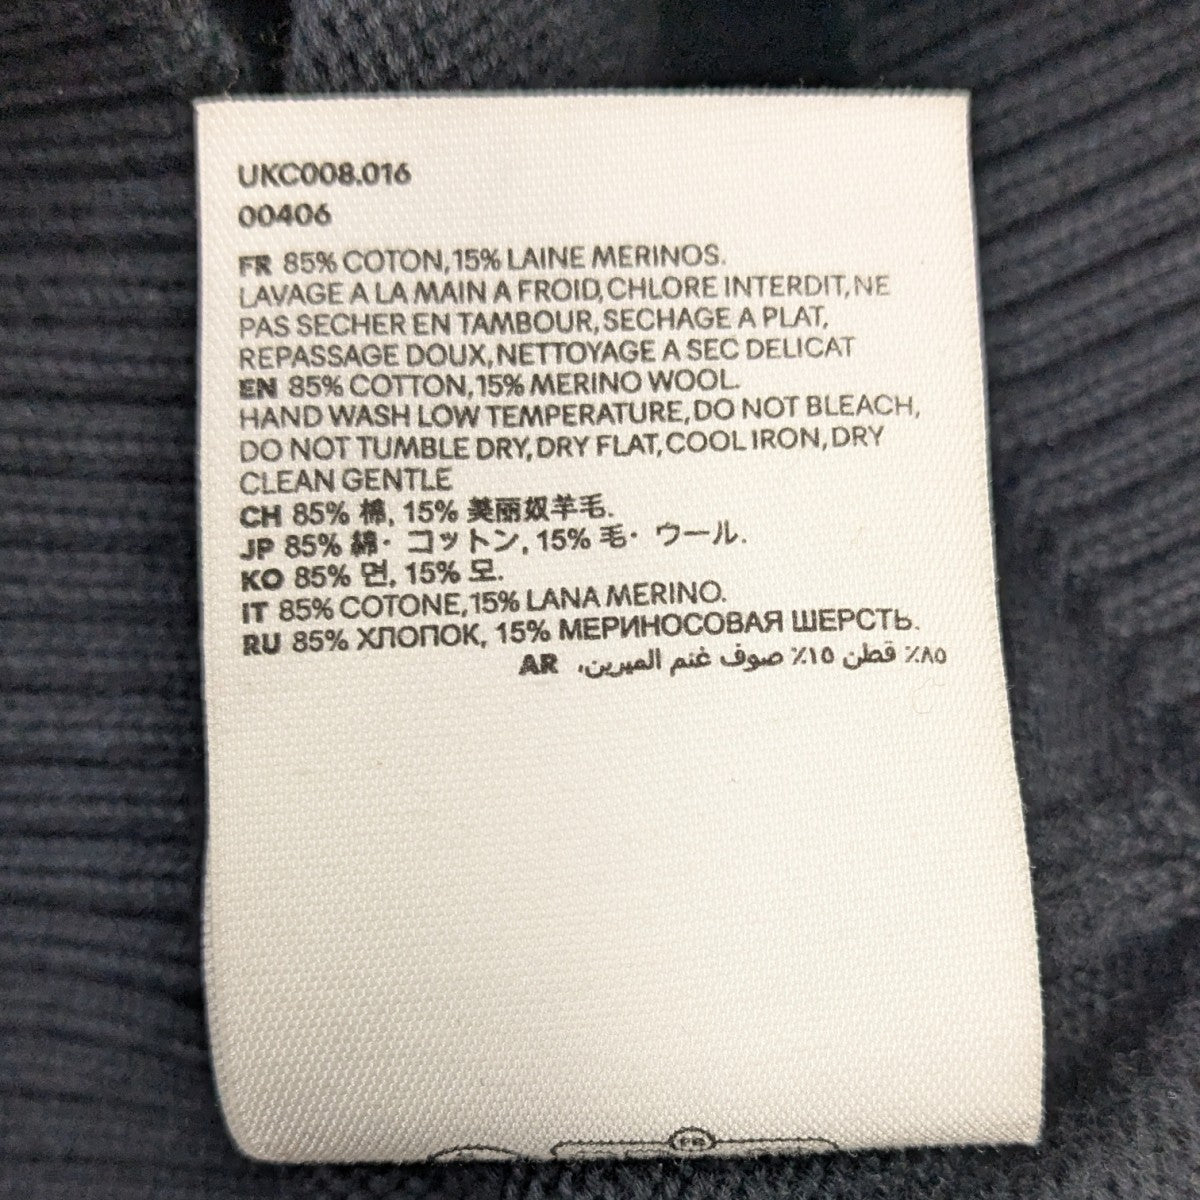 UKC008.016
00406
FR 85% COTON, 15% LAINE MERINOS.
LAVAGE A LA MAIN A FROID, CHLORE INTERDIT, NE
PAS SECHER EN TAMBOUR, SECHAGE A PLAT,
REPASSAGE DOUX, NETTOYAGE A SEC DELICAT
EN 85% COTTON, 15% MERINO WOOL.
HAND WASH LOW TEMPERATURE, DO NOT BLEACH,
DO NOT TUMBLE DRY, DRY FLAT, COOL IRON, DRY
CLEAN GENTLE
CH 85% 棉, 15% 美丽奴羊毛.
JP 85% 綿・コットン, 15% 毛・ウール.
KO 85% 면, 15% 모.
IT 85% COTONE, 15% LANA MERINO.
RU 85% ХЛОПОК, 15% МЕРИНОСОВАЯ ШЕРСТЬ.
٨٥٪ قطن ١٥٪ صوف غنم الميرين، AR
FR